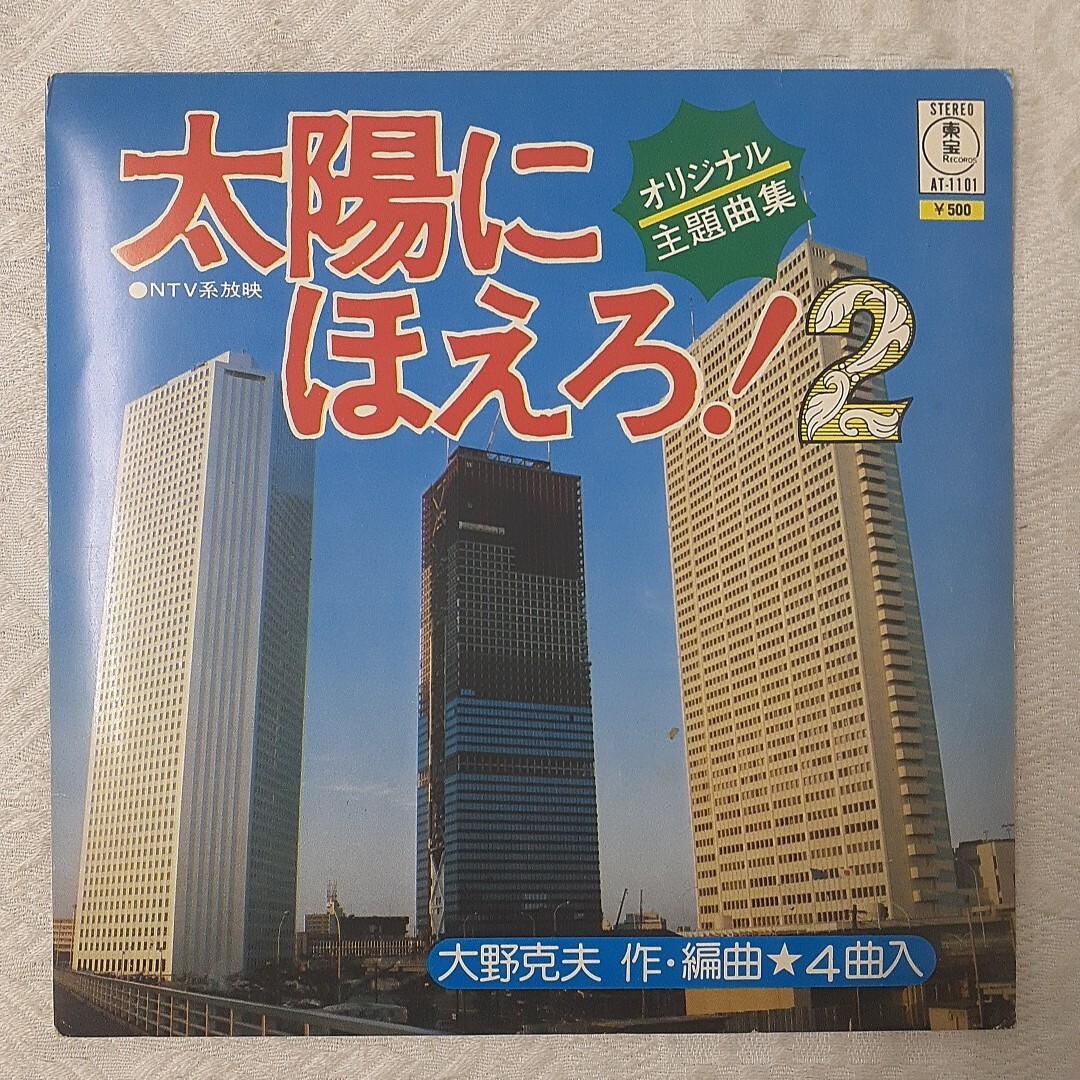 太陽に
ほえろ!2
オリジナル
主題曲集
●NTV系放映
STEREO
東宝
RECORDS
AT-1101
¥500
大野克夫 作・編曲★4曲入